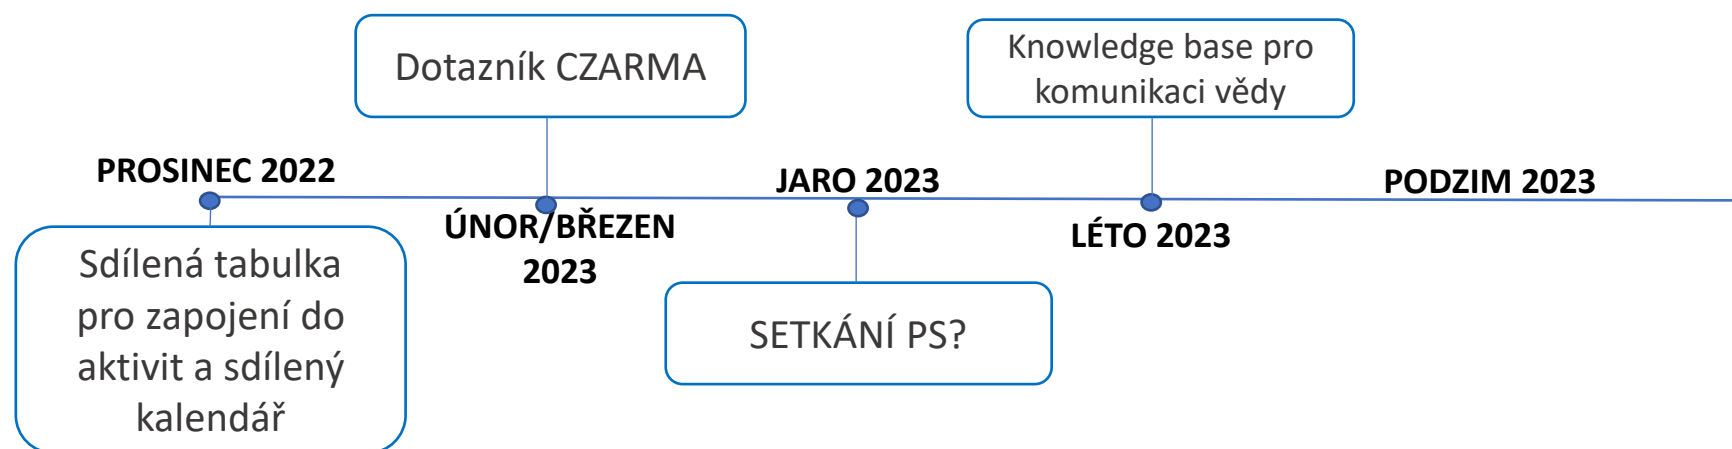 Dotazník CZARMA
Knowledge base pro
komunikaci vědy
PROSINEC 2022
JARO 2023
PODZIM 2023
ÚNOR/BŘEZEN
2023
LÉTO 2023
Sdílená tabulka
pro zapojení do
aktivit a sdílený
kalendář
SETKÁNÍ PS?